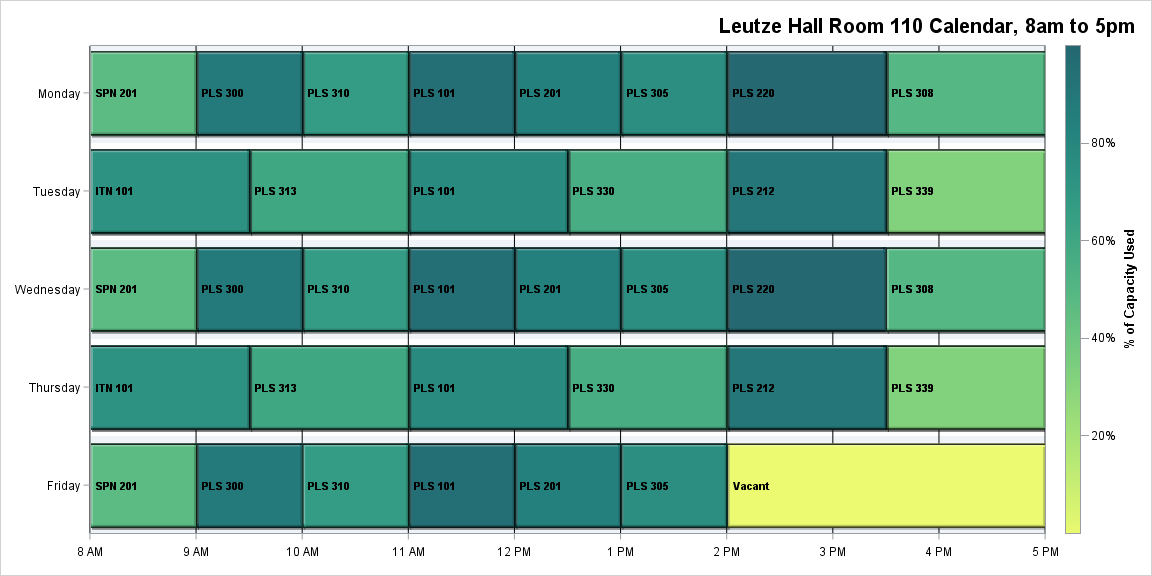 Leutze Hall Room 110 Calendar, 8am to 5pm
Monday
SPN 201
PLS 300
PLS 310
PLS 101
PLS 201
PLS 305
PLS 220
PLS 308
Tuesday
ITN 101
PLS 313
PLS 101
PLS 330
PLS 212
PLS 339
Wednesday
SPN 201
PLS 300
PLS 310
PLS 101
PLS 201
PLS 305
PLS 220
PLS 308
Thursday
ITN 101
PLS 313
PLS 101
PLS 330
PLS 212
PLS 339
Friday
SPN 201
PLS 300
PLS 310
PLS 101
PLS 201
PLS 305
Vacant
8 AM
9 AM
10 AM
11 AM
12 PM
1 PM
2 PM
3 PM
4 PM
5 PM
80%
60%
40%
20%
% of Capacity Used